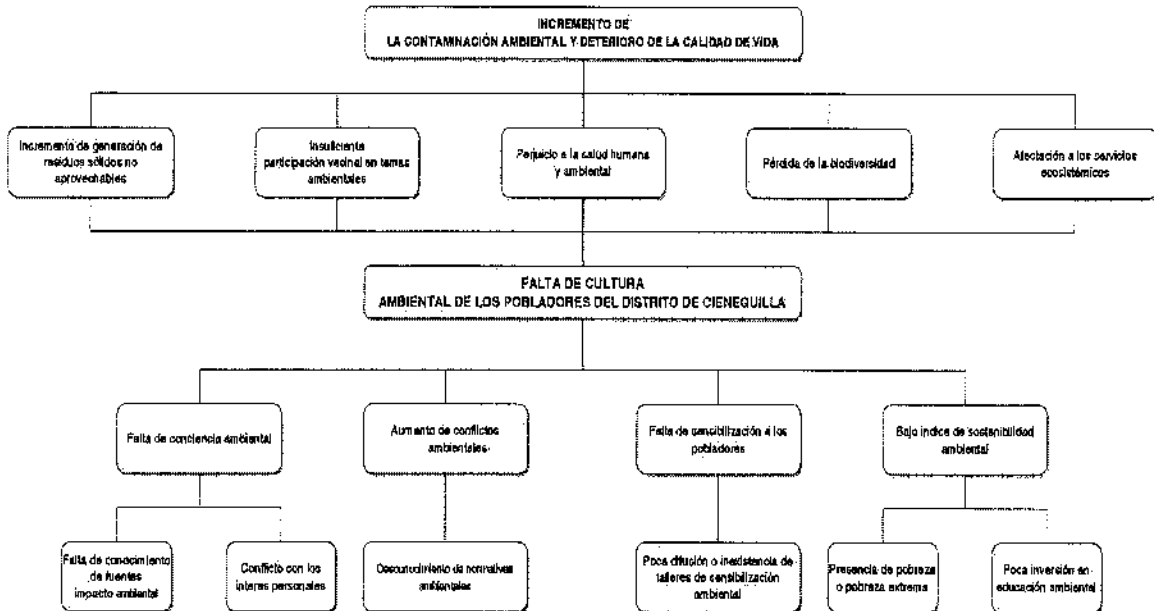 INCREMENTO DE
LA CONTAMINACIÓN AMBIENTAL Y DETERIORO DE LA CALIDAD DE VIDA
Incremento de generación de
residuos sólidos no
aprovechables
Insuficiente
participación vecinal en temas
ambientales
Perjuicio a la salud humana
y ambiental
Pérdida de la biodiversidad
Afectación a los servicios
ecosistémicos
FALTA DE CULTURA
AMBIENTAL DE LOS POBLADORES DEL DISTRITO DE CIENEGUILLA
Falta de conciencia ambiental
Aumento de conflictos
ambientales
Falta de sensibilización a los
pobladores
Bajo índice de sostenibilidad
ambiental
Falta de conocimiento
de fuentes
impacto ambiental
Conflicto con los
interes personales
Desconocimiento de normativas
ambientales
Poca difusión o inexistencia de
talleres de sensibilización
ambiental
Presencia de pobreza
o pobreza extrema
Poca inversión en
educación ambiental